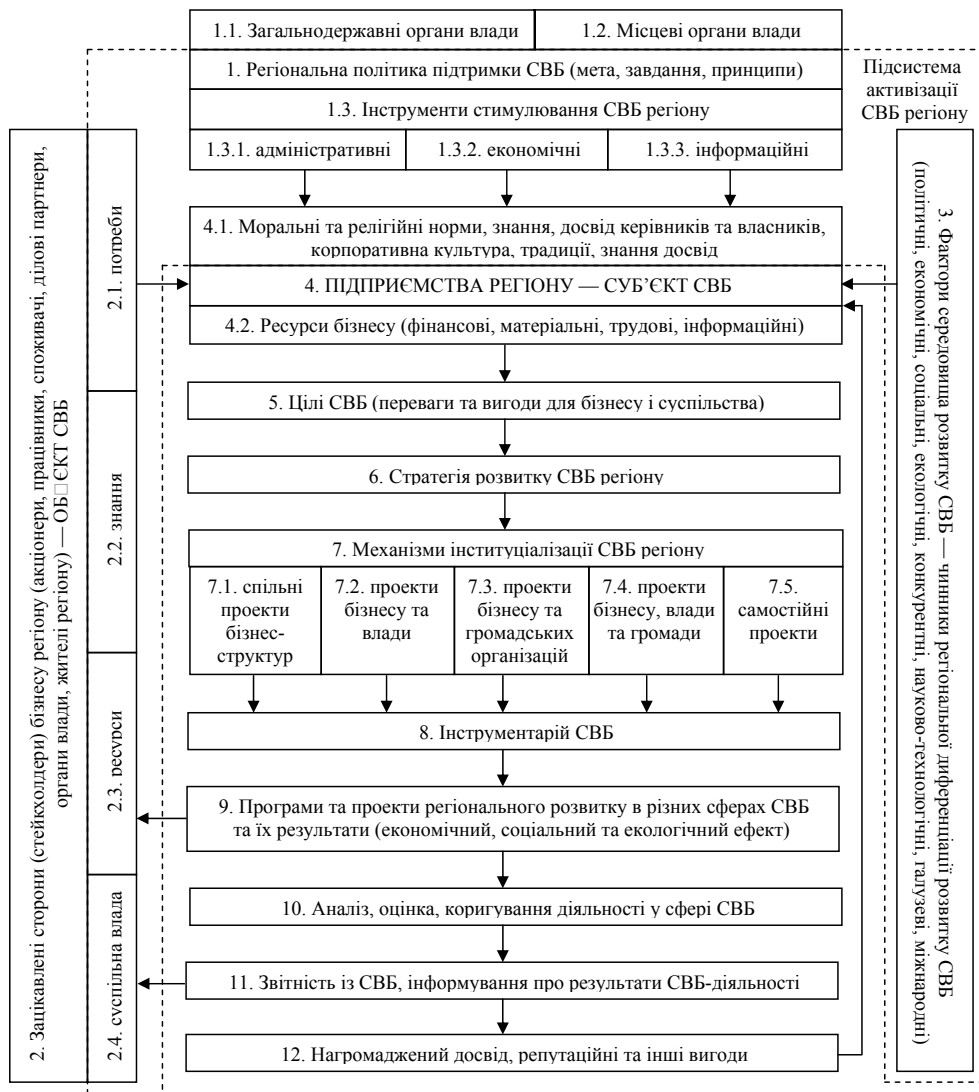 1.1. Загальнодержавні органи влади
1.2. Місцеві органи влади
1. Регіональна політика підтримки СВБ (мета, завдання, принципи)
Підсистема
активізації
СВБ регіону
1.3. Інструменти стимулювання СВБ регіону
1.3.1. адміністративні
1.3.2. економічні
1.3.3. інформаційні
4.1. Моральні та релігійні норми, знання, досвід керівників та власників,
корпоративна культура, традиції, знання досвід
4. ПІДПРИЄМСТВА РЕГІОНУ — СУБ’ЄКТ СВБ
4.2. Ресурси бізнесу (фінансові, матеріальні, трудові, інформаційні)
5. Цілі СВБ (переваги та вигоди для бізнесу і суспільства)
6. Стратегія розвитку СВБ регіону
7. Механізми інституціалізації СВБ регіону
7.1. спільні
проекти
бізнес-
структур
7.2. проекти
бізнесу та
влади
7.3. проекти
бізнесу та
громадських
організацій
7.4. проекти
бізнесу, влади
та громади
7.5.
самостійні
проекти
8. Інструментарій СВБ
9. Програми та проекти регіонального розвитку в різних сферах СВБ
та їх результати (економічний, соціальний та екологічний ефект)
10. Аналіз, оцінка, коригування діяльності у сфері СВБ
11. Звітність із СВБ, інформування про результати СВБ-діяльності
12. Нагромаджений досвід, репутаційні та інші вигоди
2. Зацікавлені сторони (стейкхолдери) бізнесу регіону (акціонери, працівники, споживачі, ділові партнери,
органи влади, жителі регіону) — ОБ□ЄКТ СВБ
2.1. потреби
2.2. знання
2.3. ресурси
2.4. суспільна влада
3. Фактори середовища розвитку СВБ — чинники регіональної диференціації розвитку СВБ
(політичні, економічні, соціальні, екологічні, конкурентні, науково-технологічні, галузеві, міжнародні)